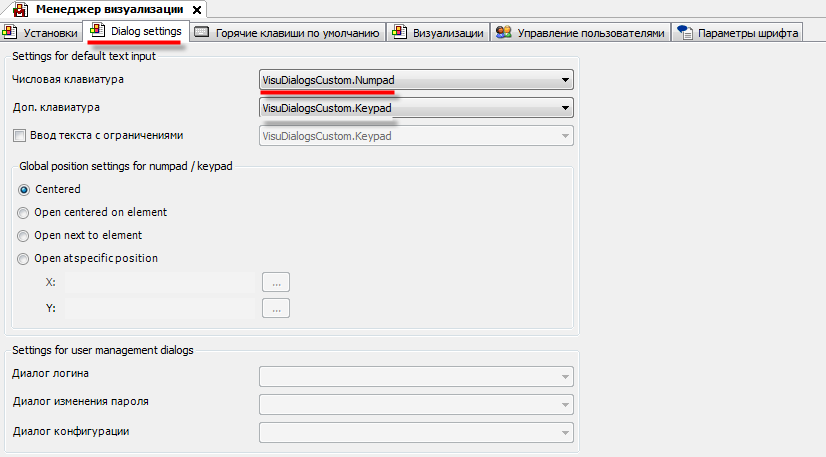 Менеджер визуализации
Установки Dialog settings Горячие клавиши по умолчанию Визуализации Управление пользователями Параметры шрифта
Settings for default text input
Числовая клавиатура VisuDialogsCustom.Numpad
Доп. клавиатура VisuDialogsCustom.Keypad
Ввод текста с ограничениями VisuDialogsCustom.Keypad
Global position settings for numpad / keypad
Centered
Open centered on element
Open next to element
Open at specific position
X: ...
Y: ...
Settings for user management dialogs
Диалог логина
Диалог изменения пароля
Диалог конфигурации